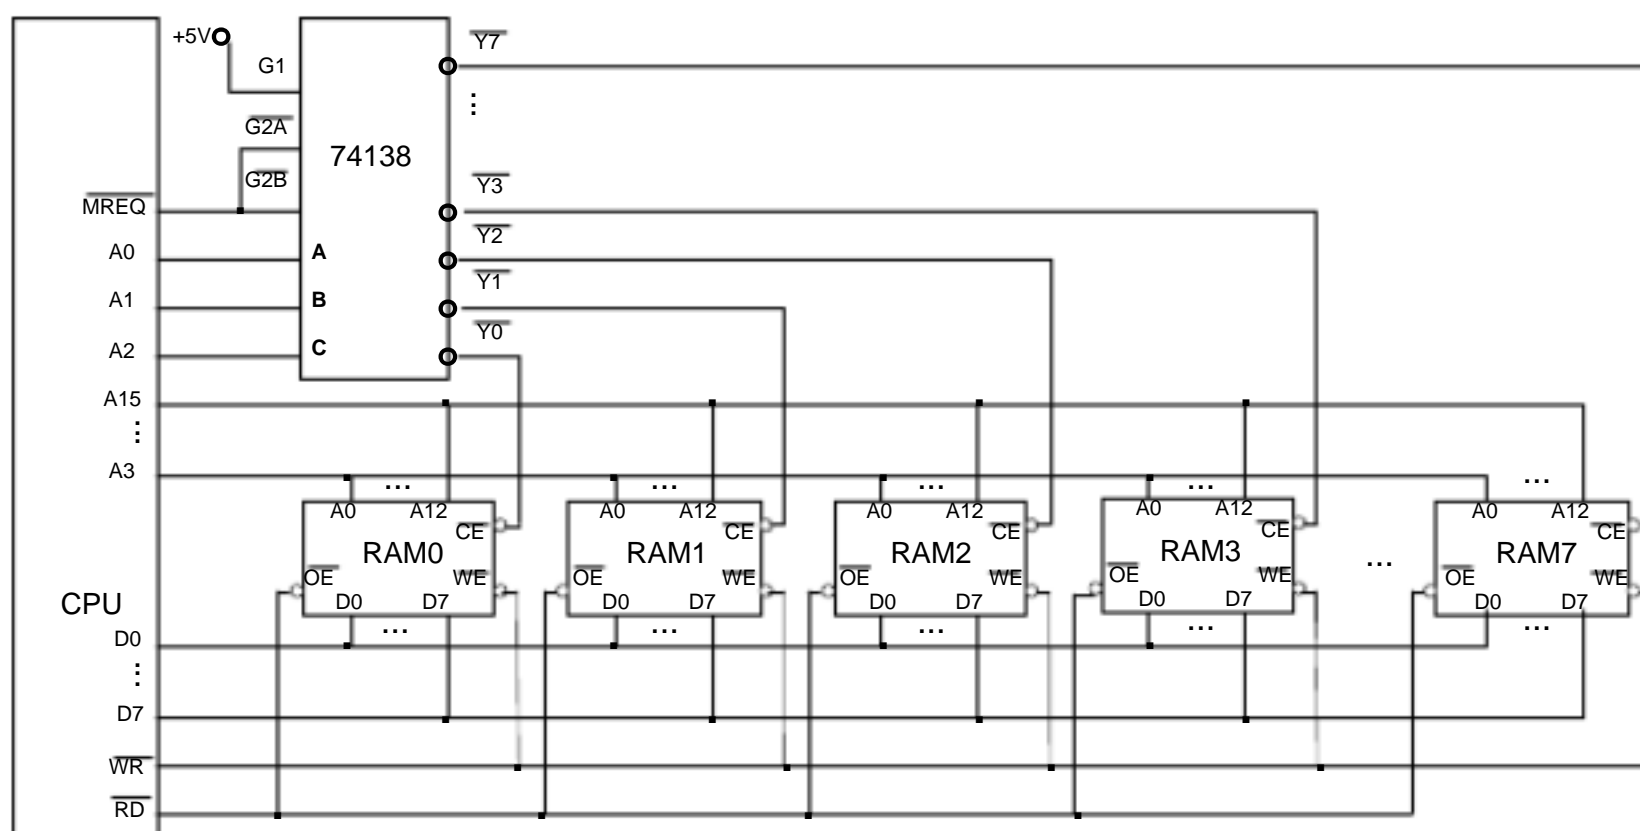 +5V
G1
G2A
G2B
74138
Y7
⋮
Y3
Y2
Y1
Y0
MREQ
A0
A1
A2
A15
⋮
A3
A
B
C
CPU
D0
⋮
D7
WR
RD
A0 ... A12
CE
RAM0
OE WE
D0 ... D7
A0 ... A12
CE
RAM1
OE WE
D0 ... D7
A0 ... A12
CE
RAM2
OE WE
D0 ... D7
A0 ... A12
CE
RAM3
OE WE
D0 ... D7
...
A0 ... A12
CE
RAM7
OE WE
D0 ... D7